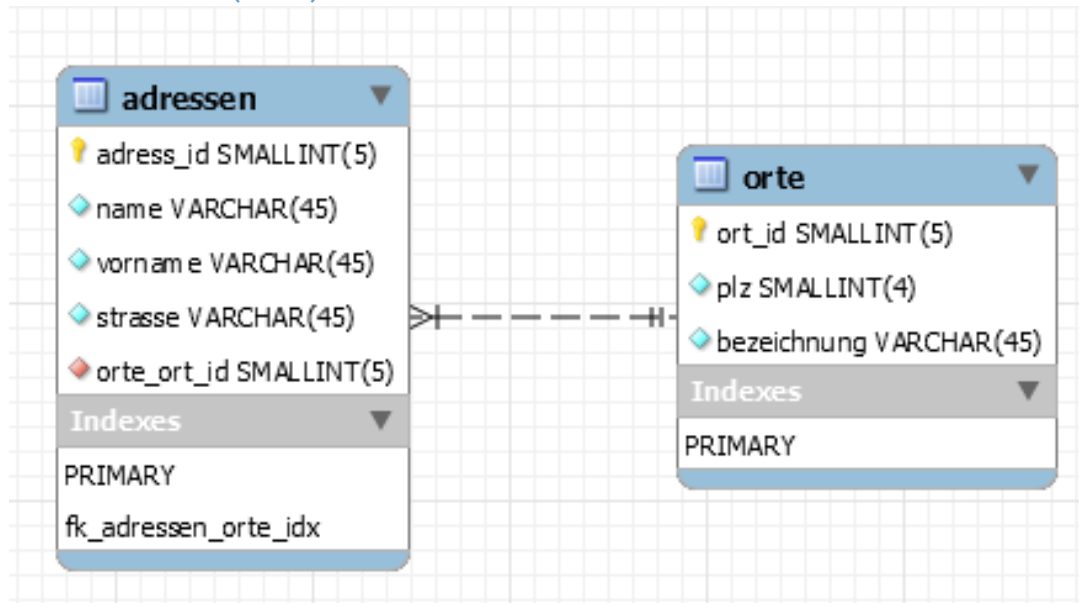 adressen
adress_id SMALLINT(5)
name VARCHAR(45)
vorname VARCHAR(45)
strasse VARCHAR(45)
orte_ort_id SMALLINT(5)
Indexes
PRIMARY
fk_adressen_orte_idx
orte
ort_id SMALLINT(5)
plz SMALLINT(4)
bezeichnung VARCHAR(45)
Indexes
PRIMARY